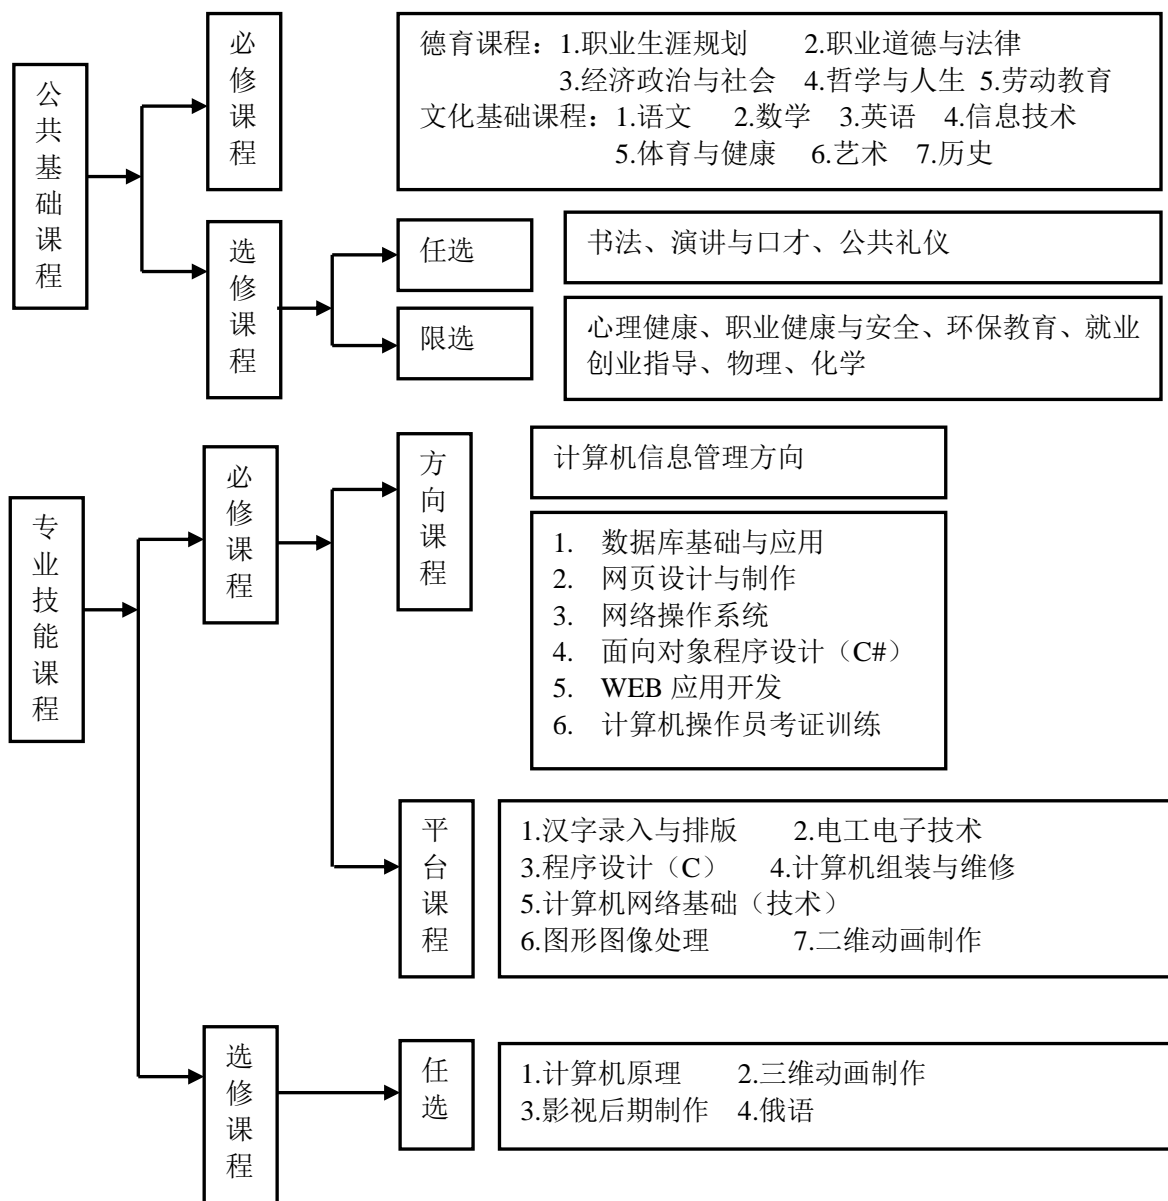 公共基础课程
必修课程
德育课程：1.职业生涯规划 2.职业道德与法律
3.经济政治与社会 4.哲学与人生 5.劳动教育
文化基础课程：1.语文 2.数学 3.英语 4.信息技术
5.体育与健康 6.艺术 7.历史
选修课程
任选
书法、演讲与口才、公共礼仪
限选
心理健康、职业健康与安全、环保教育、就业
创业指导、物理、化学
专业技能课程
必修课程
方向课程
计算机信息管理方向
1. 数据库基础与应用
2. 网页设计与制作
3. 网络操作系统
4. 面向对象程序设计（C#）
5. WEB 应用开发
6. 计算机操作员考证训练
平台课程
1.汉字录入与排版 2.电工电子技术
3.程序设计（C） 4.计算机组装与维修
5.计算机网络基础（技术）
6.图形图像处理 7.二维动画制作
选修课程
任选
1.计算机原理 2.三维动画制作
3.影视后期制作 4.俄语